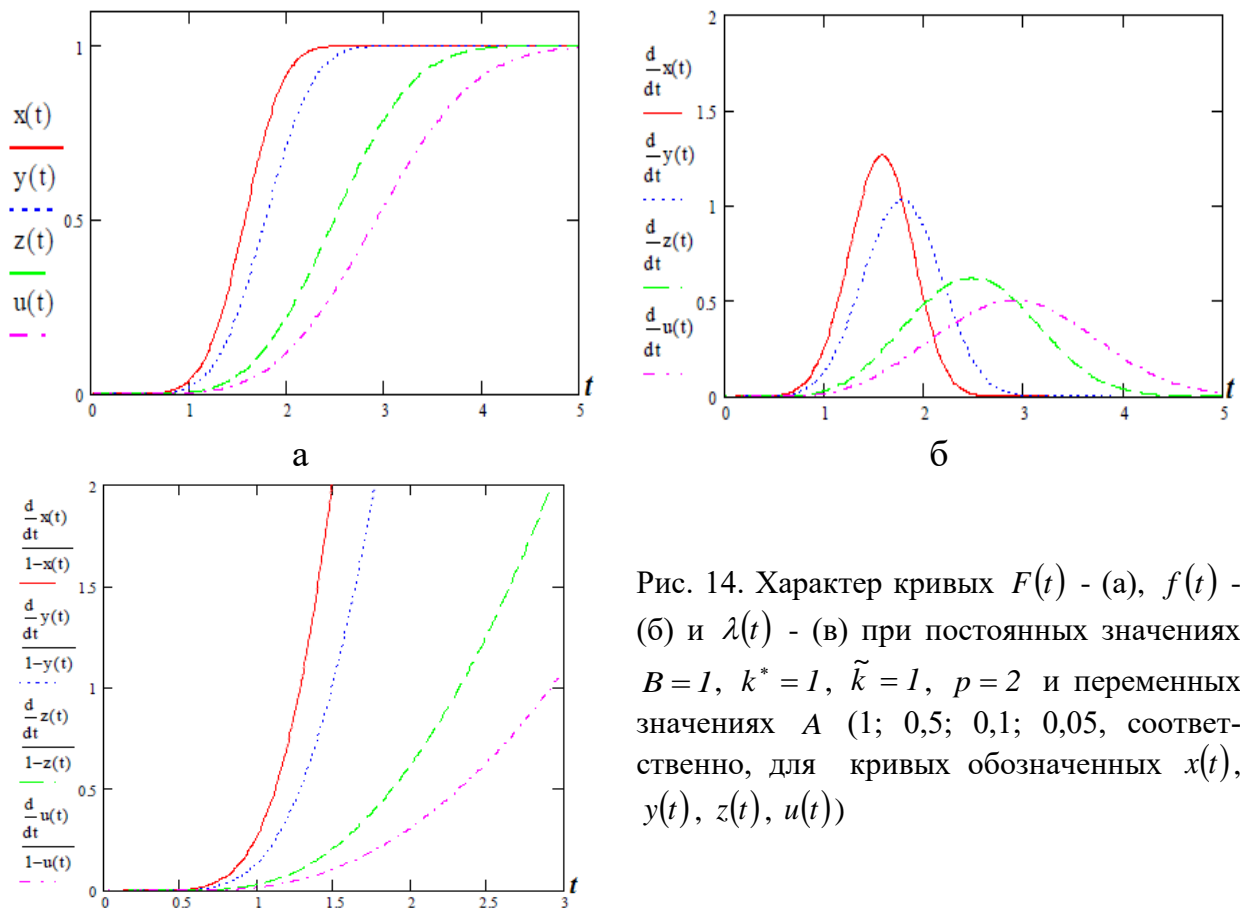 x(t)
y(t)
z(t)
u(t)
1
0.5
0
0 1 2 3 4 5
t
а
d/dt x(t)
d/dt y(t)
d/dt z(t)
d/dt u(t)
2
1.5
1
0.5
0
0 1 2 3 4 5
t
б
d/dt x(t)
1−x(t)
d/dt y(t)
1−y(t)
d/dt z(t)
1−z(t)
d/dt u(t)
1−u(t)
2
1.5
1
0.5
0
0.5 1 1.5 2 2.5 3
t
Рис. 14. Характер кривых F(t) - (а), f(t) -
(б) и λ(t) - (в) при постоянных значениях
B = 1, k* = 1, k̃ = 1, p = 2 и переменных
значениях A (1; 0,5; 0,1; 0,05, соответ-
ственно, для кривых обозначенных x(t),
y(t), z(t), u(t))